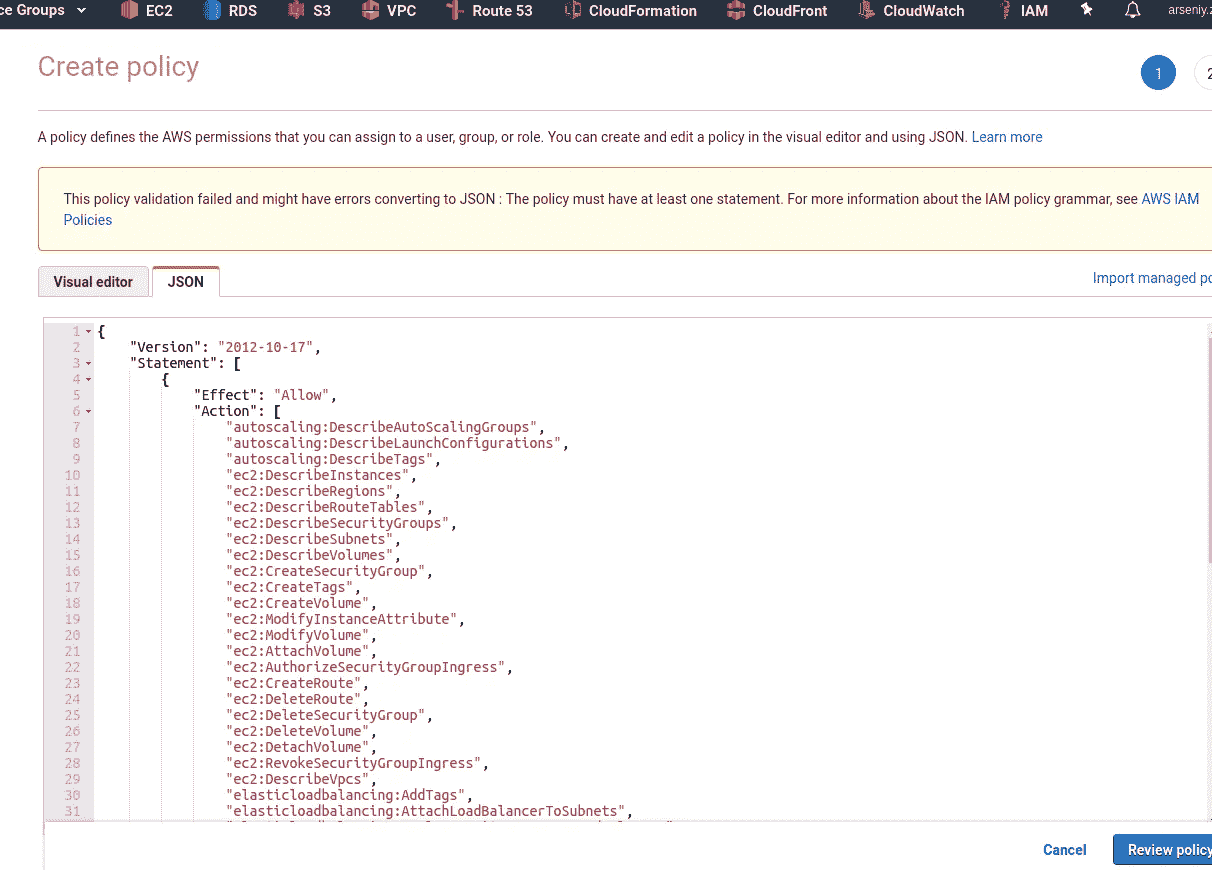 ce Groups EC2 RDS S3 VPC Route 53 CloudFormation CloudFront CloudWatch IAM arseniy.z
Create policy
1 2
A policy defines the AWS permissions that you can assign to a user, group, or role. You can create and edit a policy in the visual editor and using JSON. Learn more
This policy validation failed and might have errors converting to JSON : The policy must have at least one statement. For more information about the IAM policy grammar, see AWS IAM
Policies
Visual editor JSON Import managed po
1 {
2 "Version": "2012-10-17",
3 "Statement": [
4 {
5 "Effect": "Allow",
6 "Action": [
7 "autoscaling:DescribeAutoScalingGroups",
8 "autoscaling:DescribeLaunchConfigurations",
9 "autoscaling:DescribeTags",
10 "ec2:DescribeInstances",
11 "ec2:DescribeRegions",
12 "ec2:DescribeRouteTables",
13 "ec2:DescribeSecurityGroups",
14 "ec2:DescribeSubnets",
15 "ec2:DescribeVolumes",
16 "ec2:CreateSecurityGroup",
17 "ec2:CreateTags",
18 "ec2:CreateVolume",
19 "ec2:ModifyInstanceAttribute",
20 "ec2:ModifyVolume",
21 "ec2:AttachVolume",
22 "ec2:AuthorizeSecurityGroupIngress",
23 "ec2:CreateRoute",
24 "ec2:DeleteRoute",
25 "ec2:DeleteSecurityGroup",
26 "ec2:DeleteVolume",
27 "ec2:DetachVolume",
28 "ec2:RevokeSecurityGroupIngress",
29 "ec2:DescribeVpcs",
30 "elasticloadbalancing:AddTags",
31 "elasticloadbalancing:AttachLoadBalancerToSubnets",
Cancel Review policy